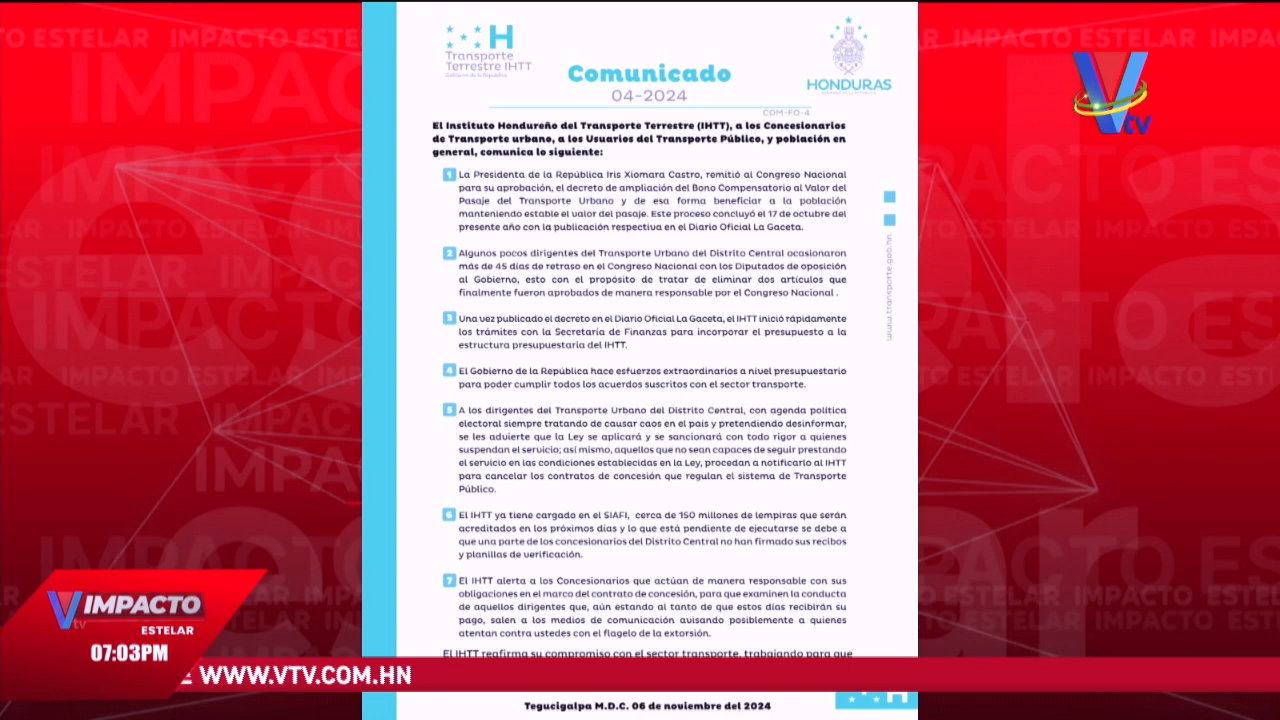 H
Transporte
Terrestre IHTT
Gobierno de la República
Comunicado
04-2024
HONDURAS
COM-FO-4
El Instituto Hondureño del Transporte Terrestre (IHTT), a los Concesionarios
de Transporte urbano, a los Usuarios del Transporte Público, y población en
general, comunica lo siguiente:
1 La Presidenta de la República Iris Xiomara Castro, remitió al Congreso Nacional
para su aprobación, el decreto de ampliación del Bono Compensatorio al Valor del
Pasaje del Transporte Urbano y de esa forma beneficiar a la población
manteniendo estable el valor del pasaje. Este proceso concluyó el 17 de octubre del
presente año con la publicación respectiva en el Diario Oficial La Gaceta.
2 Algunos pocos dirigentes del Transporte Urbano del Distrito Central ocasionaron
más de 45 días de retraso en el Congreso Nacional con los Diputados de oposición
al Gobierno, esto con el propósito de tratar de eliminar dos artículos que
finalmente fueron aprobados de manera responsable por el Congreso Nacional .
3 Una vez publicado el decreto en el Diario Oficial La Gaceta, el IHTT inició rápidamente
los trámites con la Secretaría de Finanzas para incorporar el presupuesto a la
estructura presupuestaria del IHTT.
4 El Gobierno de la República hace esfuerzos extraordinarios a nivel presupuestario
para poder cumplir todos los acuerdos suscritos con el sector transporte.
5 A los dirigentes del Transporte Urbano del Distrito Central, con agenda política
electoral siempre tratando de causar caos en el país y pretendiendo desinformar,
se les advierte que la Ley se aplicará y se sancionará con todo rigor a quienes
suspendan el servicio; así mismo, aquellos que no sean capaces de seguir prestando
el servicio en las condiciones establecidas en la Ley, procedan a notificarlo al IHTT
para cancelar los contratos de concesión que regulan el sistema de Transporte
Público.
6 El IHTT ya tiene cargado en el SIAFI, cerca de 150 millones de lempiras que serán
acreditados en los próximos días y lo que está pendiente de ejecutarse se debe a
que una parte de los concesionarios del Distrito Central no han firmado sus recibos
y planillas de verificación.
7 El IHTT alerta a los Concesionarios que actúan de manera responsable con sus
obligaciones en el marco del contrato de concesión, para que examinen la conducta
de aquellos dirigentes que, aún estando al tanto de que estos días recibirán su
pago, salen a los medios de comunicación avisando posiblemente a quienes
atentan contra ustedes con el flagelo de la extorsión.
El IHTT reafirma su compromiso con el sector transporte, trabajando para que
Tegucigalpa M.D.C. 06 de noviembre del 2024
www.transporte.gob.hn
Vtv
Vtv IMPACTO
ESTELAR
07:03PM
WWW.VTV.COM.HN